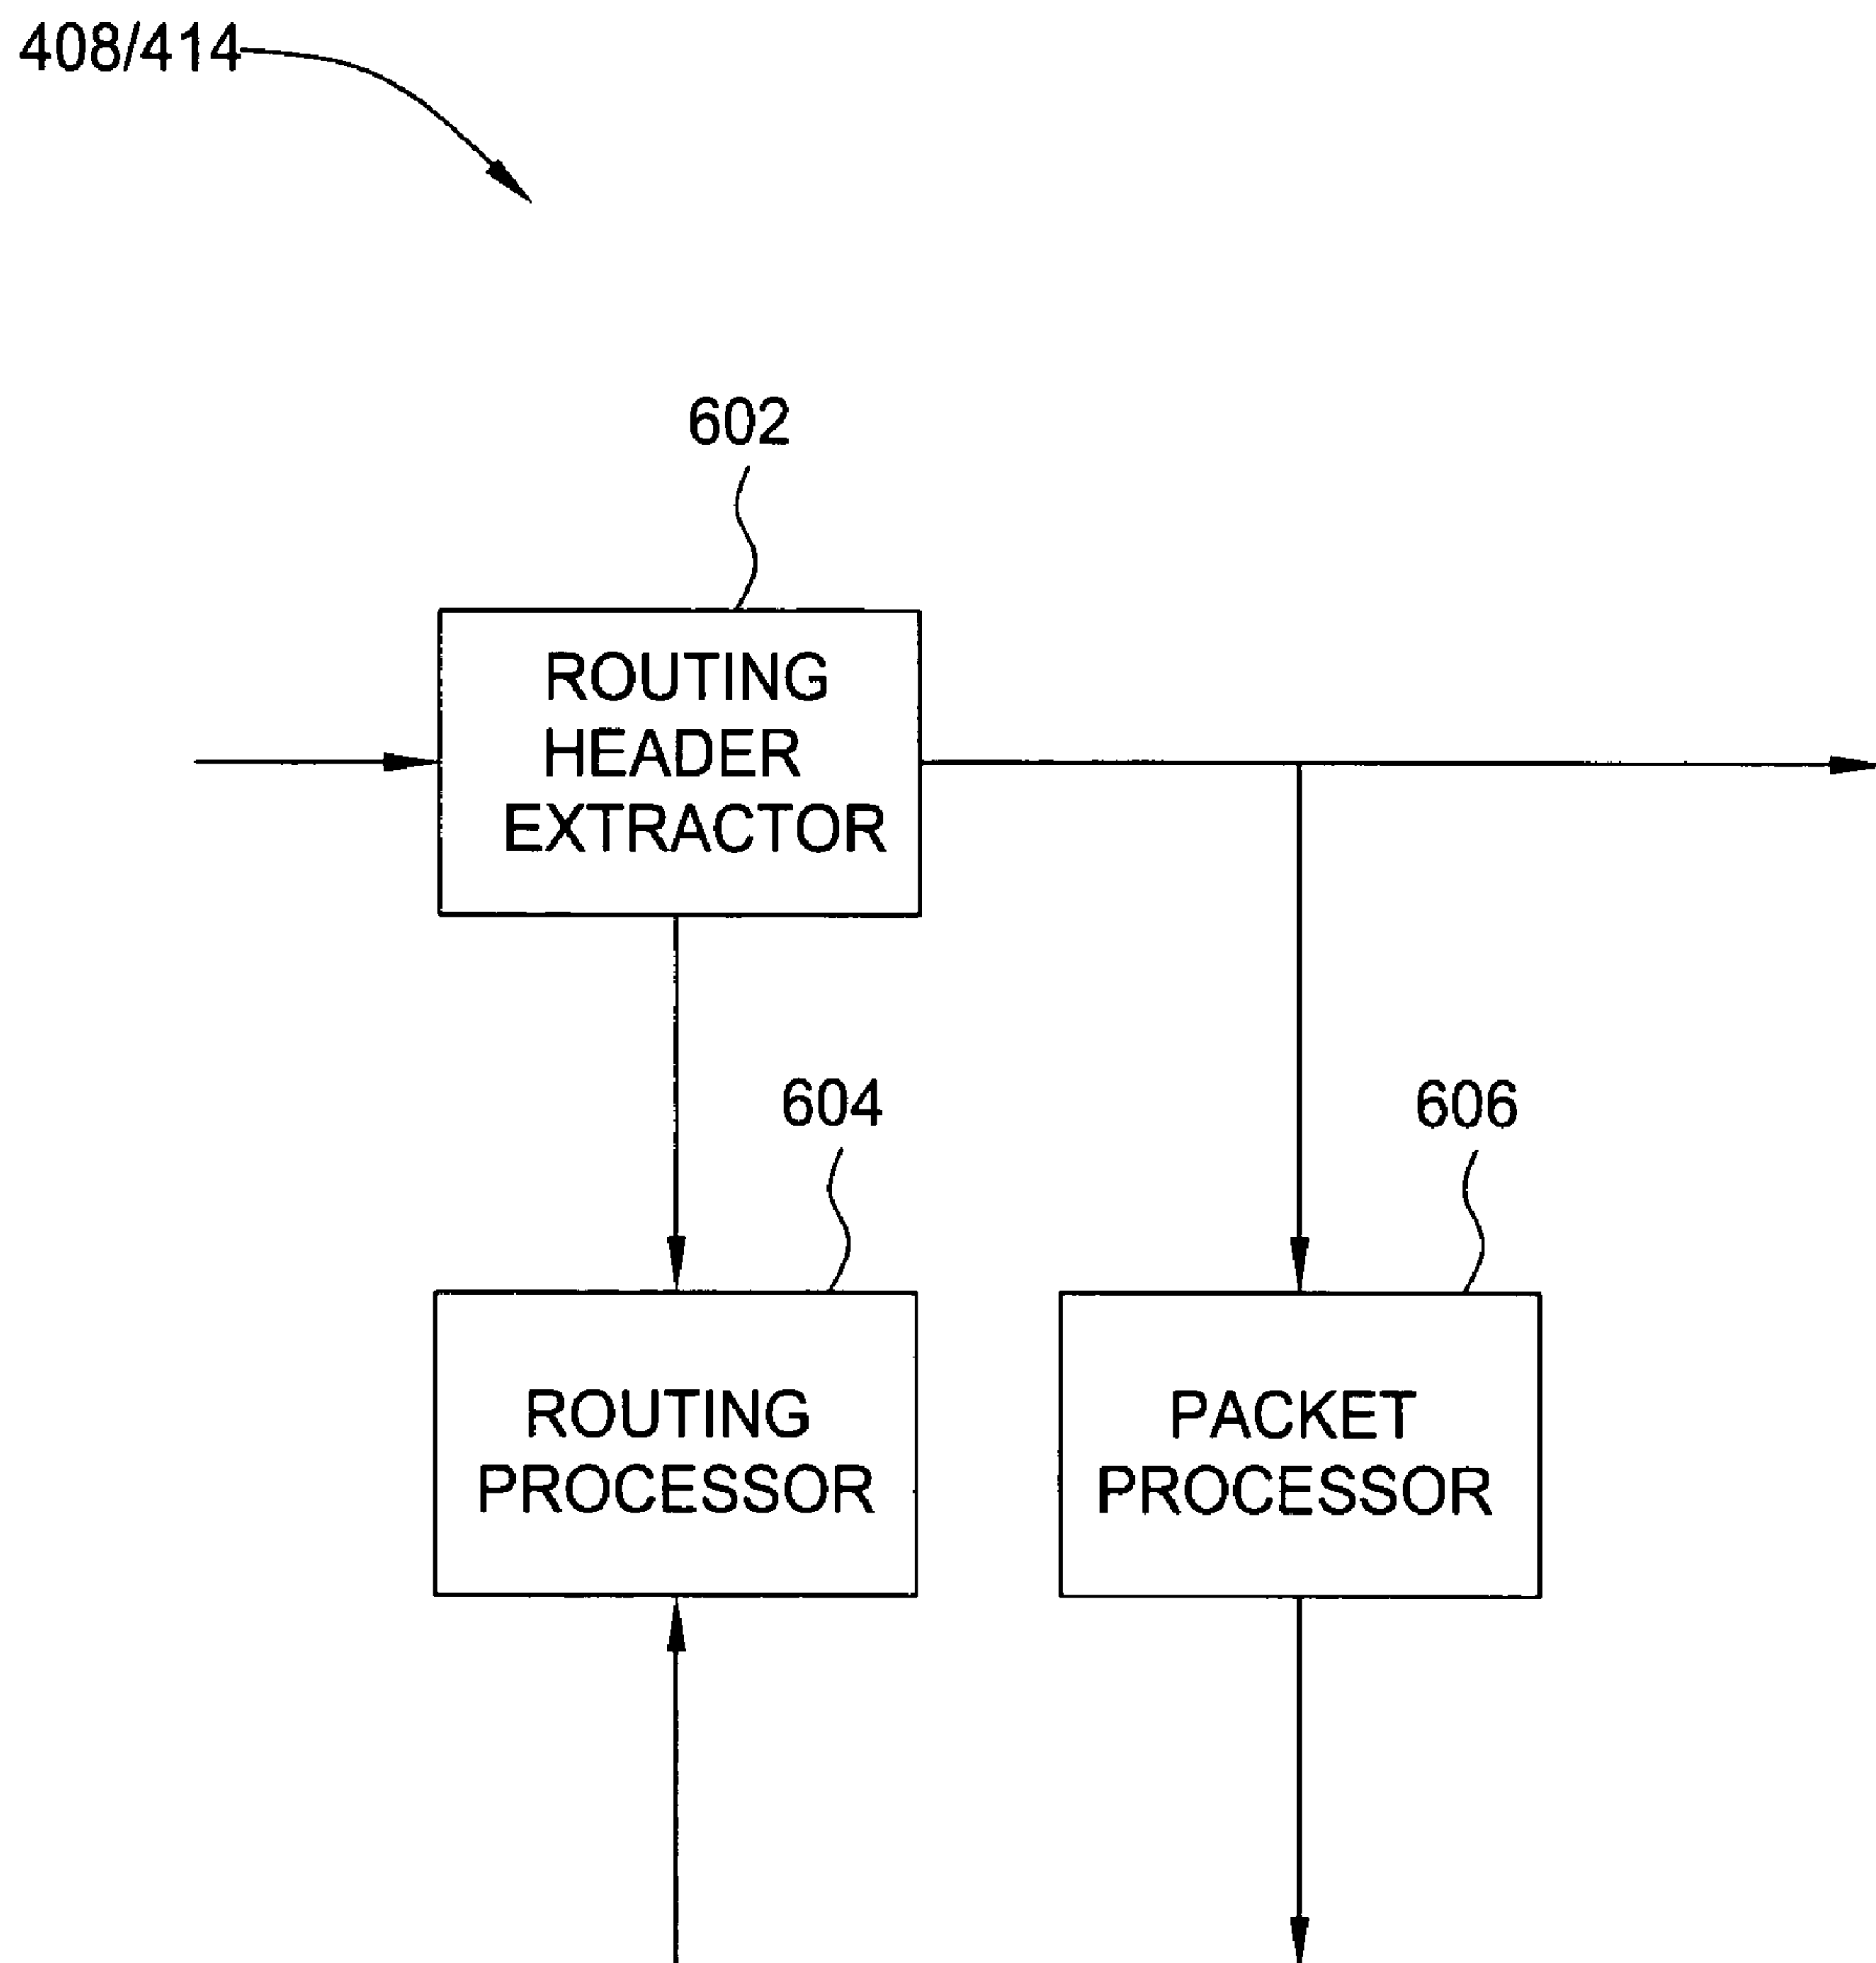 408/414
602
ROUTING
HEADER
EXTRACTOR
604
606
ROUTING
PROCESSOR
PACKET
PROCESSOR